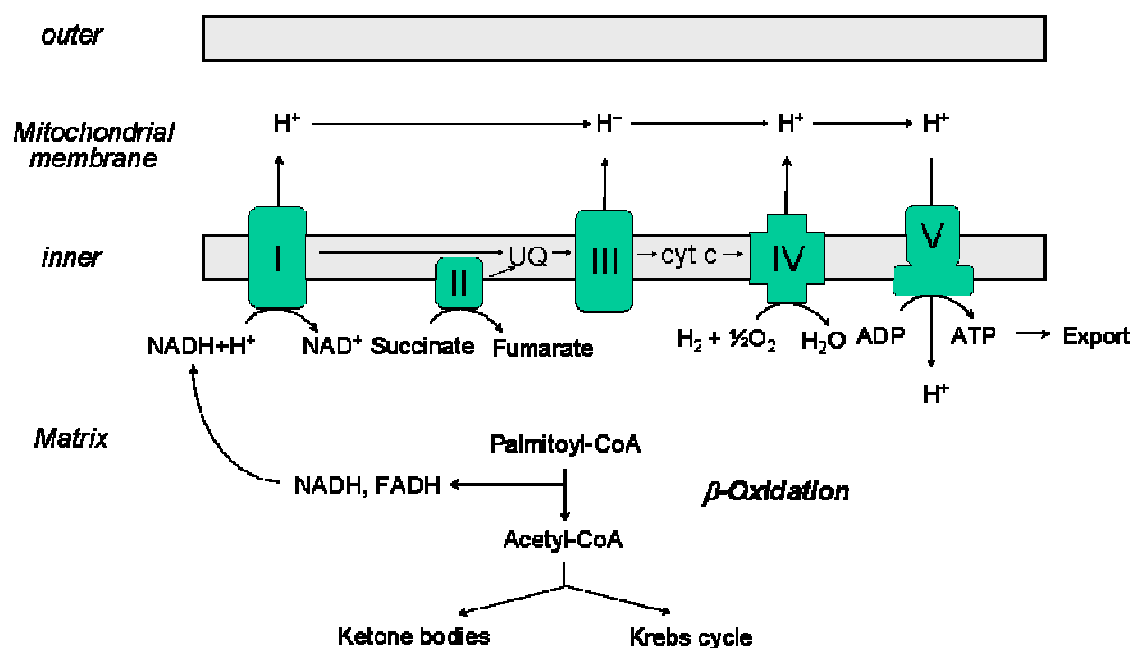 outer
Mitochondrial
membrane
H⁺ H⁻ H⁺ H⁺
inner
I II UQ III cyt c IV V
NADH+H⁺ NAD⁺ Succinate Fumarate H₂ + ½O₂ H₂O ADP ATP Export
H⁺
Matrix
Palmitoyl-CoA
NADH, FADH
β-Oxidation
Acetyl-CoA
Ketone bodies Krebs cycle